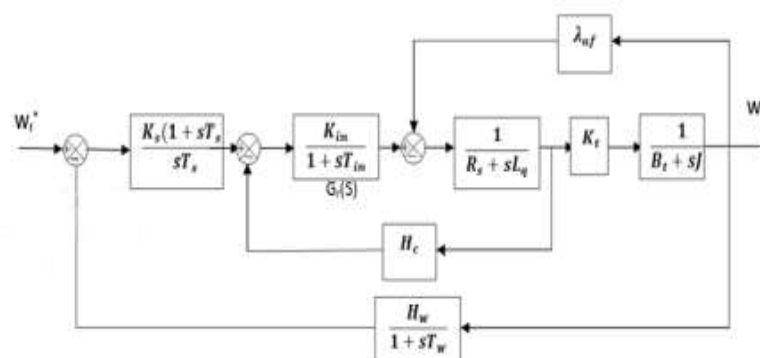 λ_af
W_r*
K_s(1 + sT_s
sT_s
K_in
1 + sT_in
G_r(S)
1
R_s + sL_q
K_t
1
B_t + sJ
W
H_c
H_w
1 + sT_w